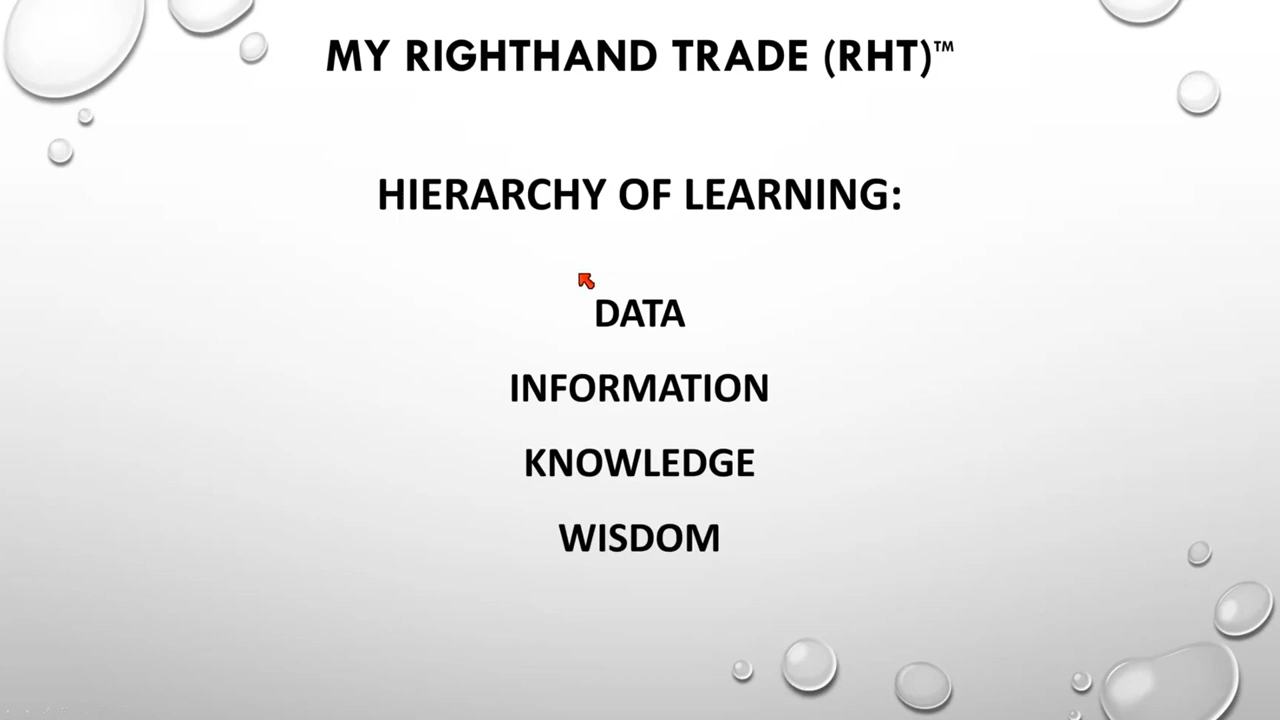 MY RIGHTHAND TRADE (RHT)™
HIERARCHY OF LEARNING:
DATA
INFORMATION
KNOWLEDGE
WISDOM